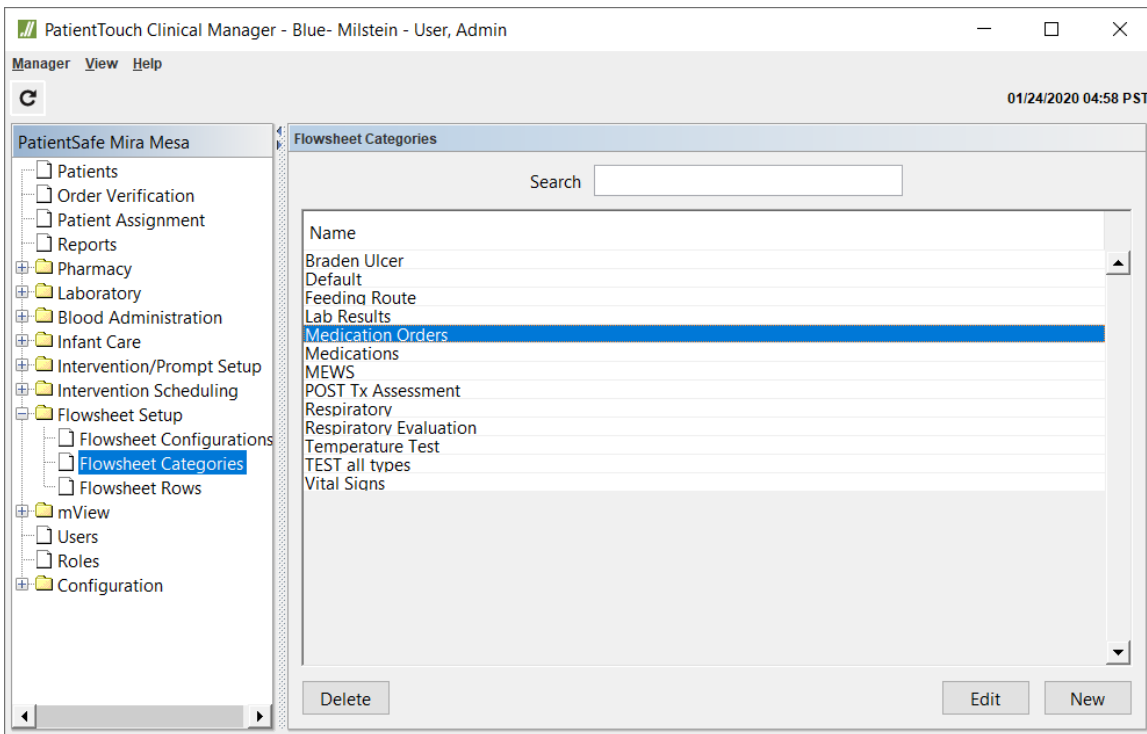 PatientTouch Clinical Manager - Blue- Milstein - User, Admin
Manager View Help
01/24/2020 04:58 PST
PatientSafe Mira Mesa
Patients
Order Verification
Patient Assignment
Reports
Pharmacy
Laboratory
Blood Administration
Infant Care
Intervention/Prompt Setup
Intervention Scheduling
Flowsheet Setup
Flowsheet Configurations
Flowsheet Categories
Flowsheet Rows
mView
Users
Roles
Configuration
Flowsheet Categories
Search
Name
Braden Ulcer
Default
Feeding Route
Lab Results
Medication Orders
Medications
MEWS
POST Tx Assessment
Respiratory
Respiratory Evaluation
Temperature Test
TEST all types
Vital Signs
Delete Edit New